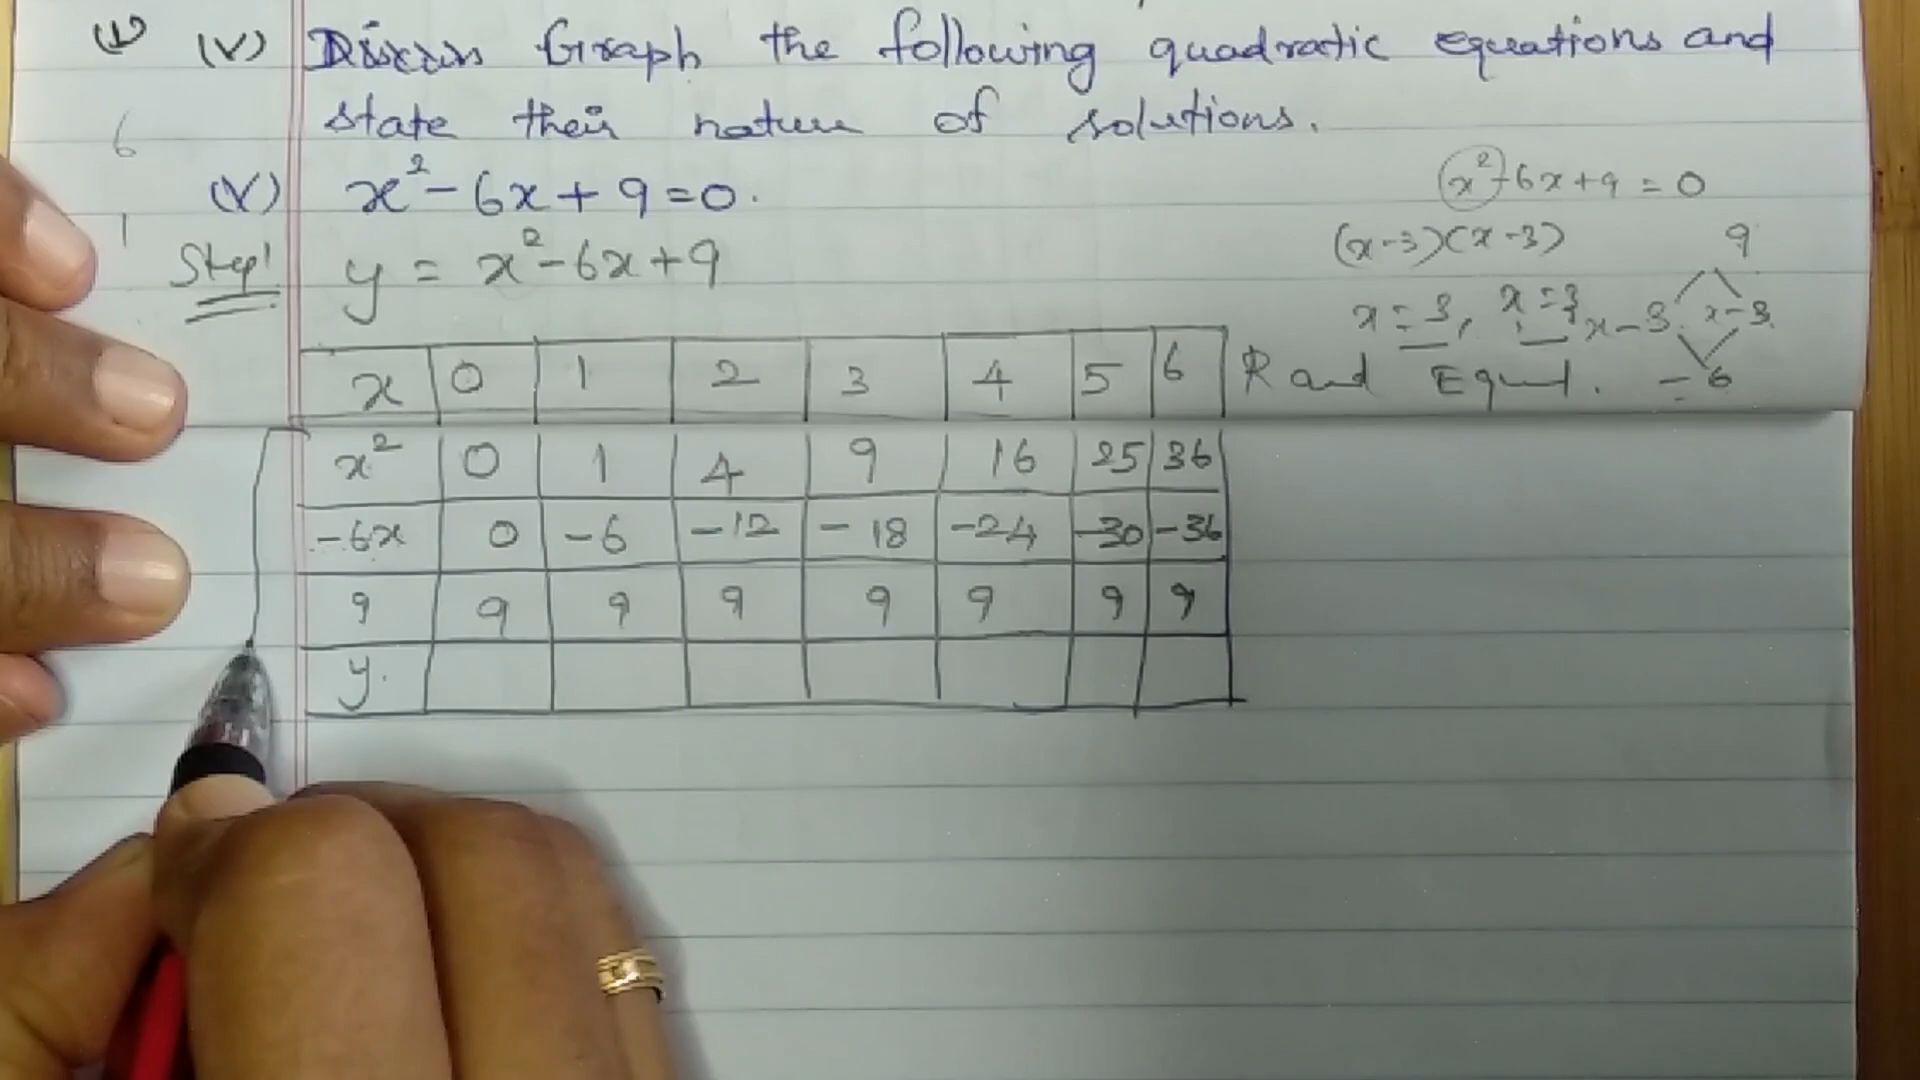 (V) Discuss Graph the following quadratic equations and
state their nature of solutions.
6
(V) x²-6x+9=0.
1
Step1 y = x²-6x+9
x²-6x+9=0
(x-3)(x-3) 9
x=3, x=3 x-3 x-3
R and Equal. -6
x 0 1 2 3 4 5 6
x² 0 1 4 9 16 25 36
-6x 0 -6 -12 -18 -24 -30 -36
9 9 9 9 9 9 9 9
y.